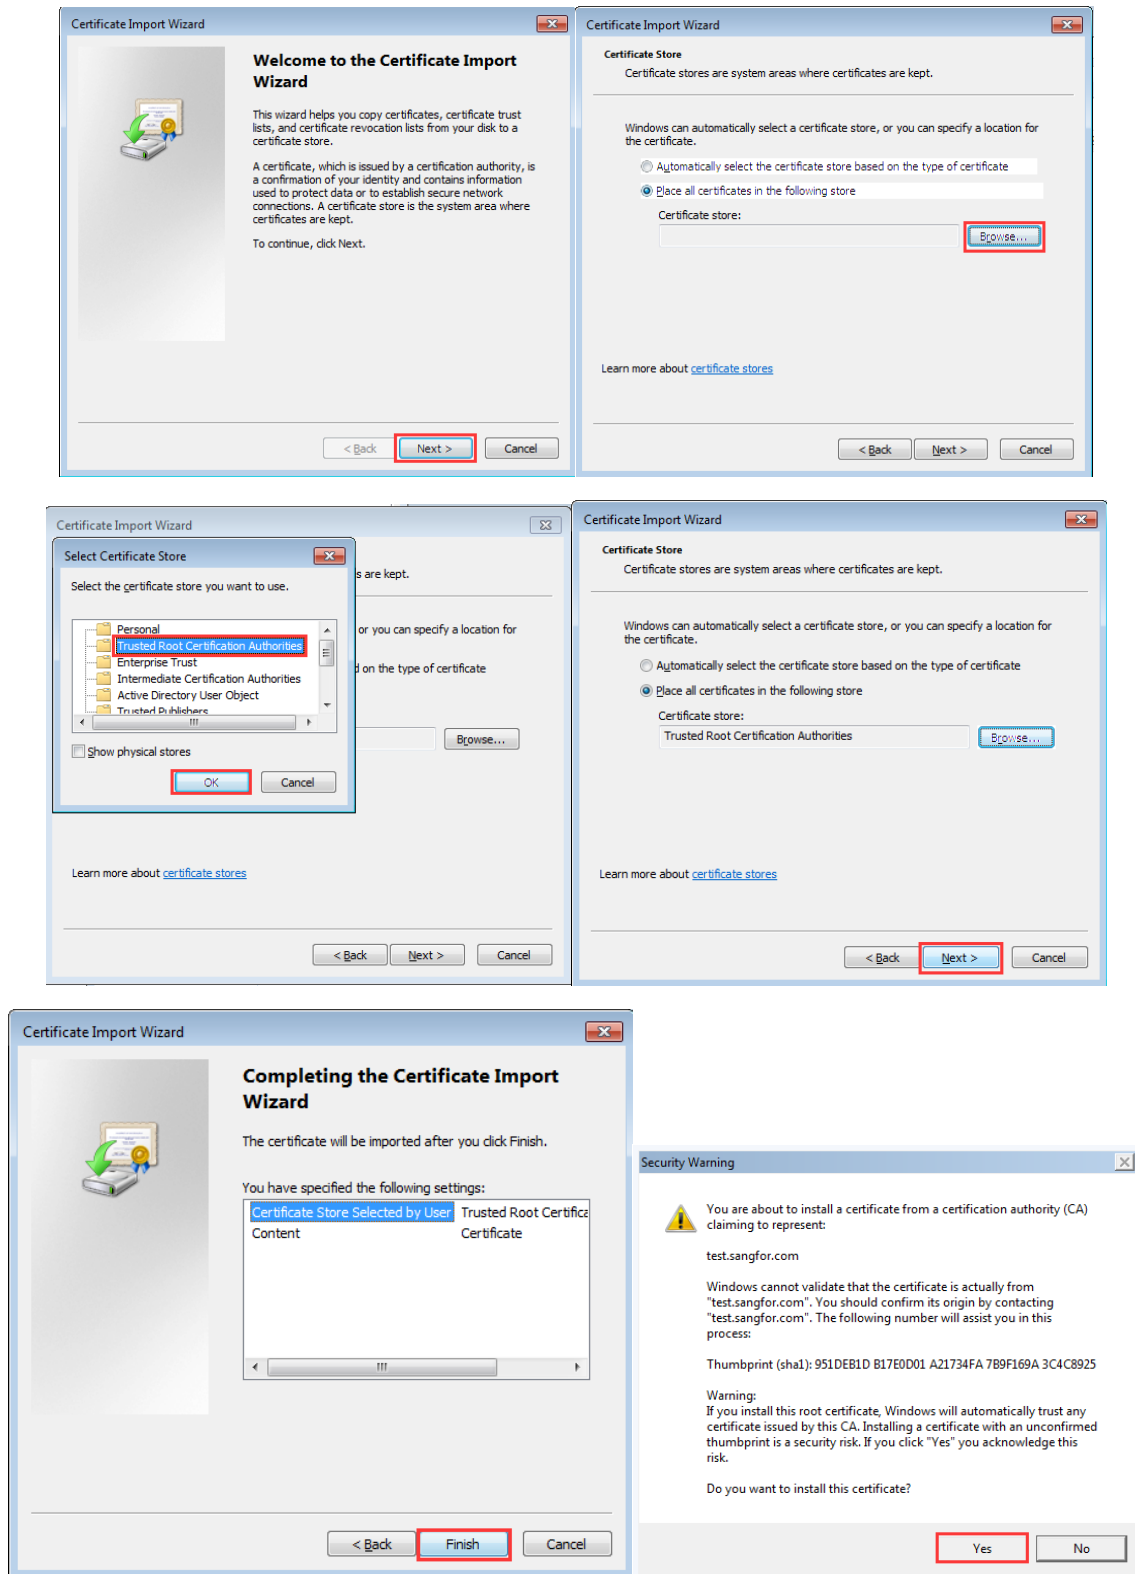 Certificate Import Wizard
Welcome to the Certificate Import
Wizard
This wizard helps you copy certificates, certificate trust
lists, and certificate revocation lists from your disk to a
certificate store.
A certificate, which is issued by a certification authority, is
a confirmation of your identity and contains information
used to protect data or to establish secure network
connections. A certificate store is the system area where
certificates are kept.
To continue, click Next.
< Back
Next >
Cancel
Certificate Import Wizard
Certificate Store
Certificate stores are system areas where certificates are kept.
Windows can automatically select a certificate store, or you can specify a location for
the certificate.
Automatically select the certificate store based on the type of certificate
Place all certificates in the following store
Certificate store:
Browse...
Learn more about certificate stores
< Back
Next >
Cancel
Certificate Import Wizard
Select Certificate Store
Select the certificate store you want to use.
Personal
Trusted Root Certification Authorities
Enterprise Trust
Intermediate Certification Authorities
Active Directory User Object
Trusted Publishers
Show physical stores
OK
Cancel
s are kept.
or you can specify a location for
d on the type of certificate
Browse...
Learn more about certificate stores
< Back
Next >
Cancel
Certificate Import Wizard
Certificate Store
Certificate stores are system areas where certificates are kept.
Windows can automatically select a certificate store, or you can specify a location for
the certificate.
Automatically select the certificate store based on the type of certificate
Place all certificates in the following store
Certificate store:
Trusted Root Certification Authorities
Browse...
Learn more about certificate stores
< Back
Next >
Cancel
Certificate Import Wizard
Completing the Certificate Import
Wizard
The certificate will be imported after you click Finish.
You have specified the following settings:
Certificate Store Selected by User Trusted Root Certifica
Content Certificate
< Back
Finish
Cancel
Security Warning
You are about to install a certificate from a certification authority (CA)
claiming to represent:
test.sangfor.com
Windows cannot validate that the certificate is actually from
"test.sangfor.com". You should confirm its origin by contacting
"test.sangfor.com". The following number will assist you in this
process:
Thumbprint (sha1): 951DEB1D B17E0D01 A21734FA 7B9F169A 3C4C8925
Warning:
If you install this root certificate, Windows will automatically trust any
certificate issued by this CA. Installing a certificate with an unconfirmed
thumbprint is a security risk. If you click "Yes" you acknowledge this
risk.
Do you want to install this certificate?
Yes
No